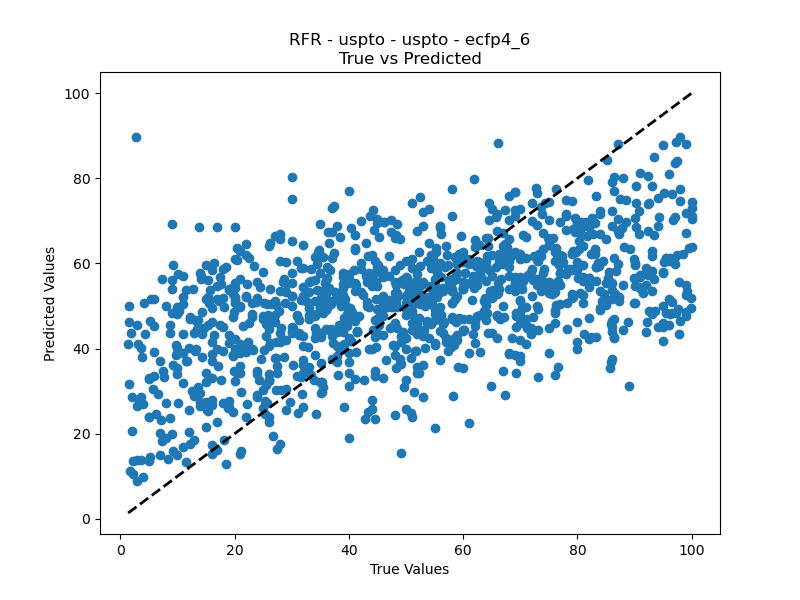 RFR - uspto - uspto - ecfp4_6
True vs Predicted
100
80
60
40
20
0
Predicted Values
0 20 40 60 80 100
True Values